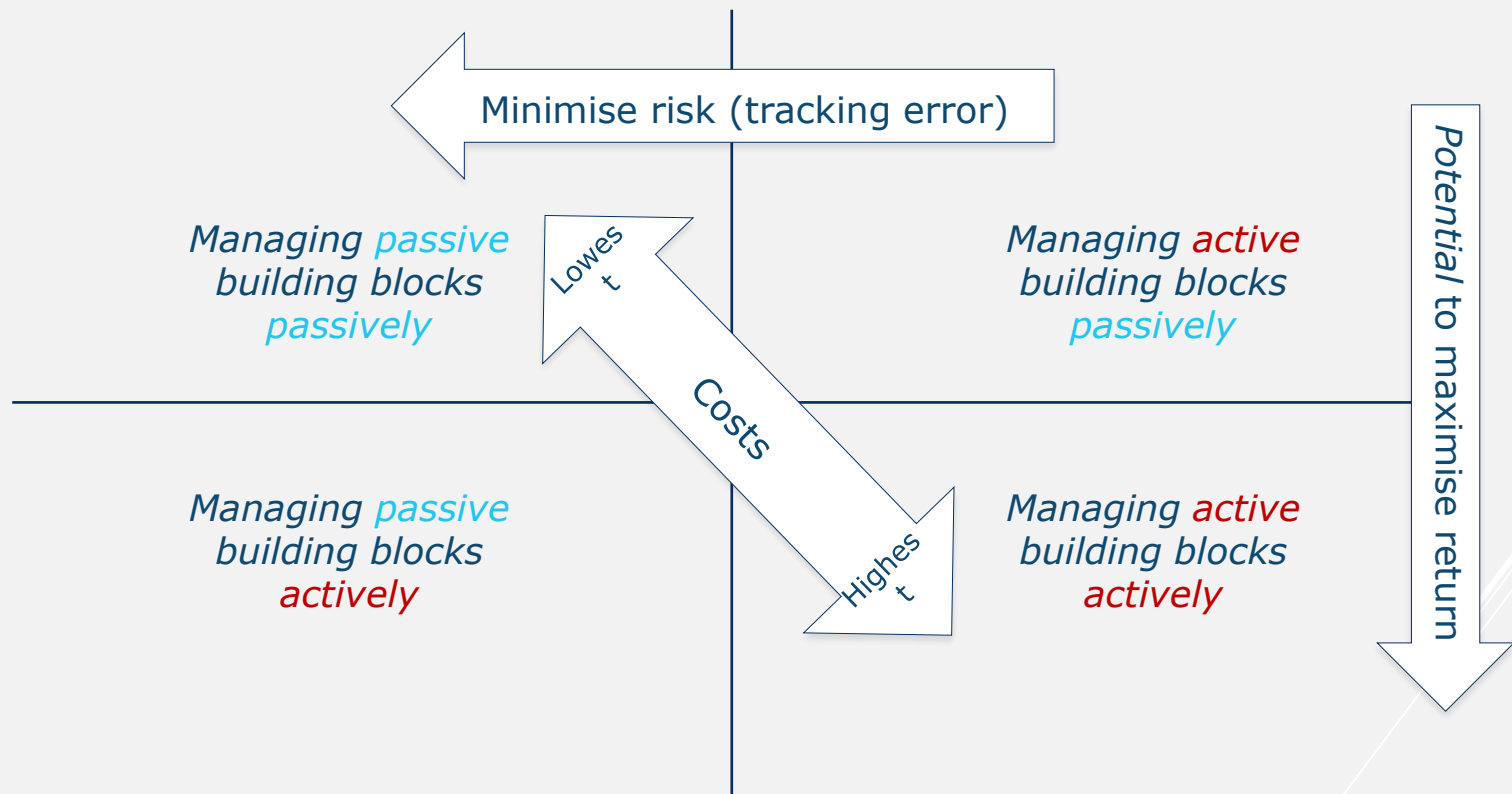 Minimise risk (tracking error)
Potential to maximise return
Managing passive
building blocks
passively
Lowes
t
Managing active
building blocks
passively
Costs
Managing passive
building blocks
actively
Highes
t
Managing active
building blocks
actively